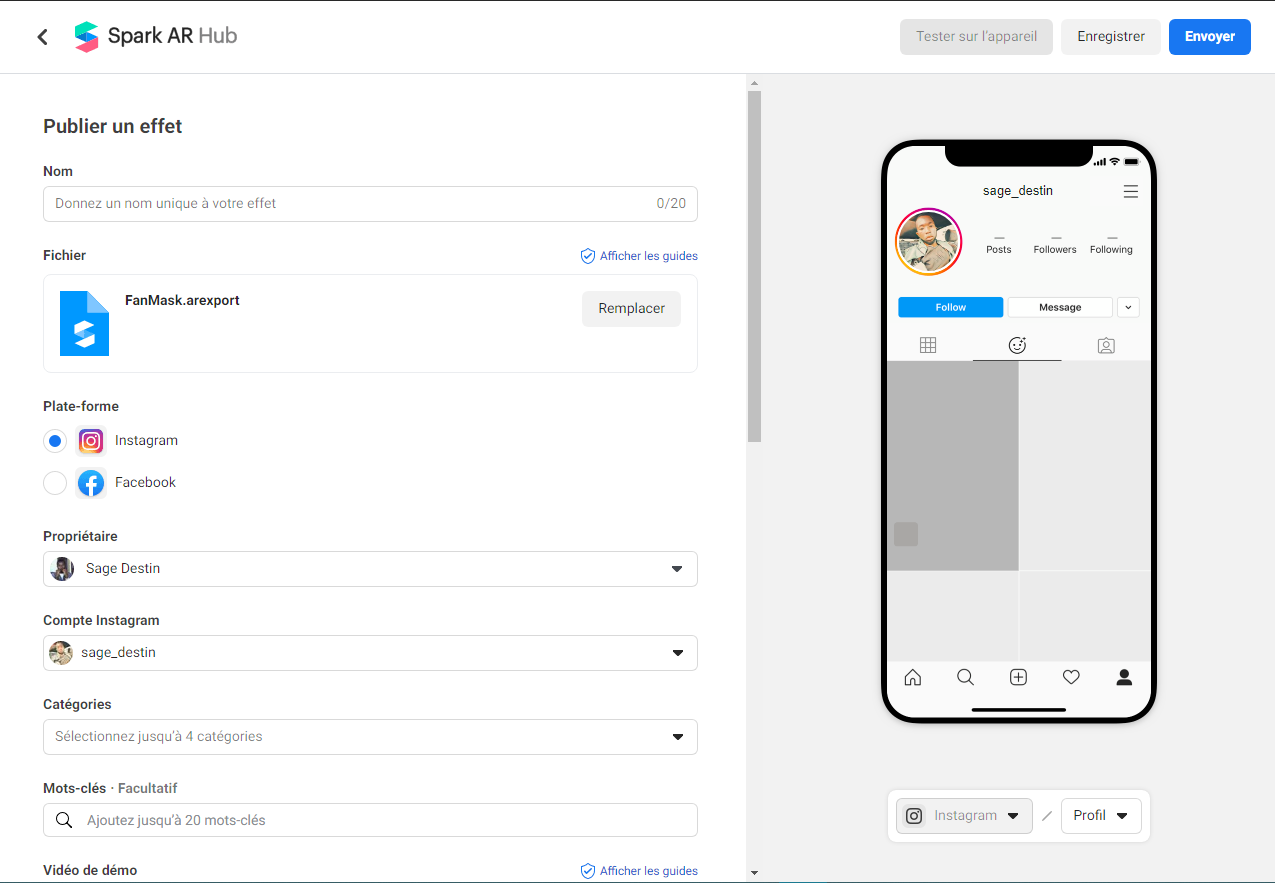 Spark AR Hub
Tester sur l'appareil
Enregistrer
Envoyer
Publier un effet
Nom
Donnez un nom unique à votre effet
0/20
Fichier
Afficher les guides
FanMask.arexport
Remplacer
Plate-forme
Instagram
Facebook
Propriétaire
Sage Destin
Compte Instagram
sage_destin
Catégories
Sélectionnez jusqu'à 4 catégories
Mots-clés · Facultatif
Ajoutez jusqu'à 20 mots-clés
Vidéo de démo
Afficher les guides
sage_destin
Posts
Followers
Following
Follow
Message
Instagram
/
Profil